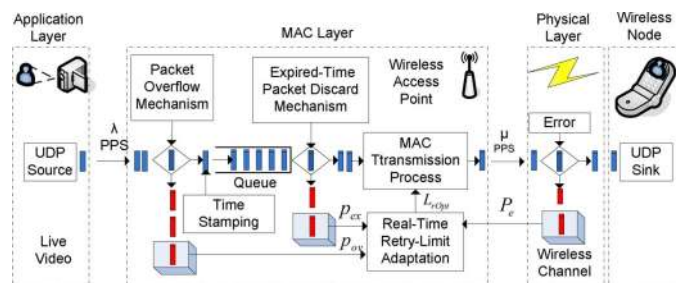 Application
Layer
MAC Layer
Physical
Layer
Wireless
Node
Packet
Overflow
Mechanism
Expired-Time
Packet Discard
Mechanism
Wireless
Access
Point
λ
PPS
UDP
Source
Queue
Time
Stamping
MAC
Ttransmission
Process
μ
PPS
Error
UDP
Sink
Live
Video
p_ex
p_ov
L_rOpt
Real-Time
Retry-Limit
Adaptation
P_e
Wireless
Channel